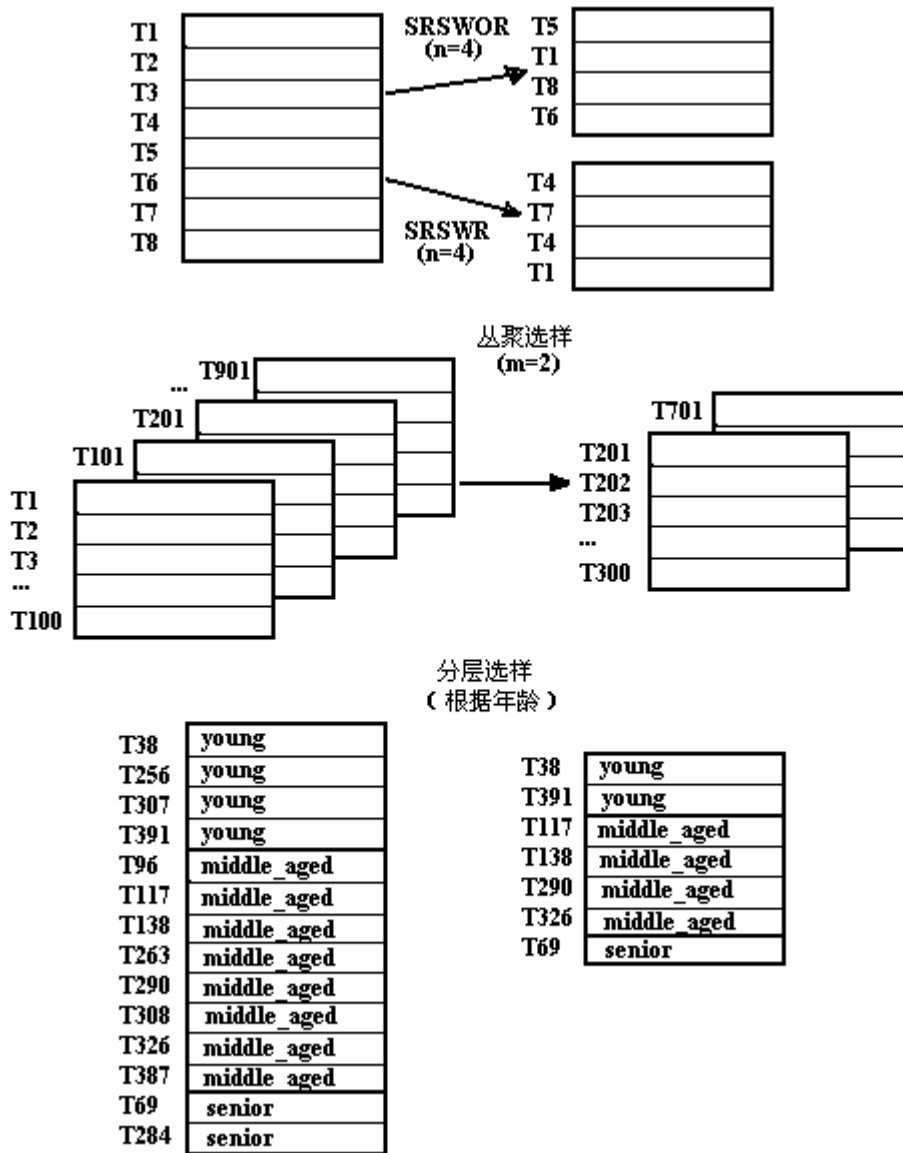 T1
T2
T3
T4
T5
T6
T7
T8
SRSWOR
(n=4)
SRSWR
(n=4)
T5
T1
T8
T6
T4
T7
T4
T1
丛聚选样
(m=2)
... T901
T201
T101
T1
T2
T3
...
T100
T701
T201
T202
T203
...
T300
分层选样
(根据年龄)
T38 young
T256 young
T307 young
T391 young
T96 middle_aged
T117 middle_aged
T138 middle_aged
T263 middle_aged
T290 middle_aged
T308 middle_aged
T326 middle_aged
T387 middle_aged
T69 senior
T284 senior
T38 young
T391 young
T117 middle_aged
T138 middle_aged
T290 middle_aged
T326 middle_aged
T69 senior